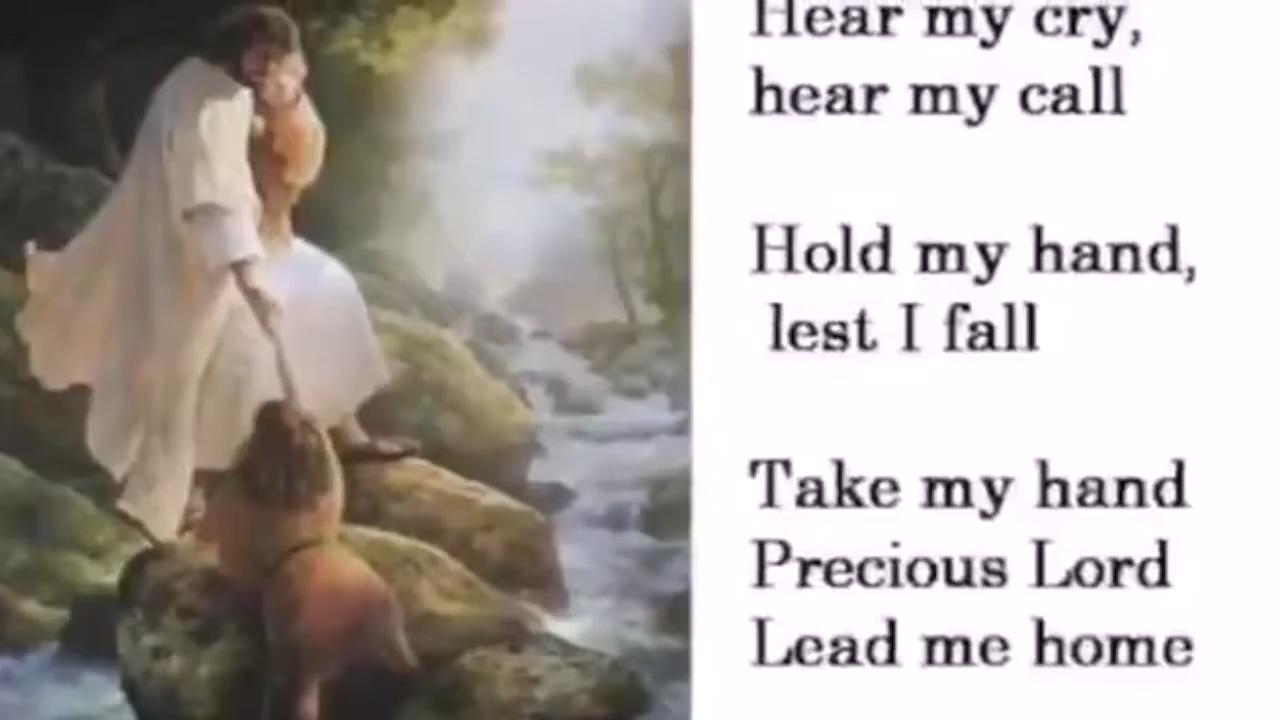 Hear my cry,
hear my call
Hold my hand,
lest I fall
Take my hand
Precious Lord
Lead me home